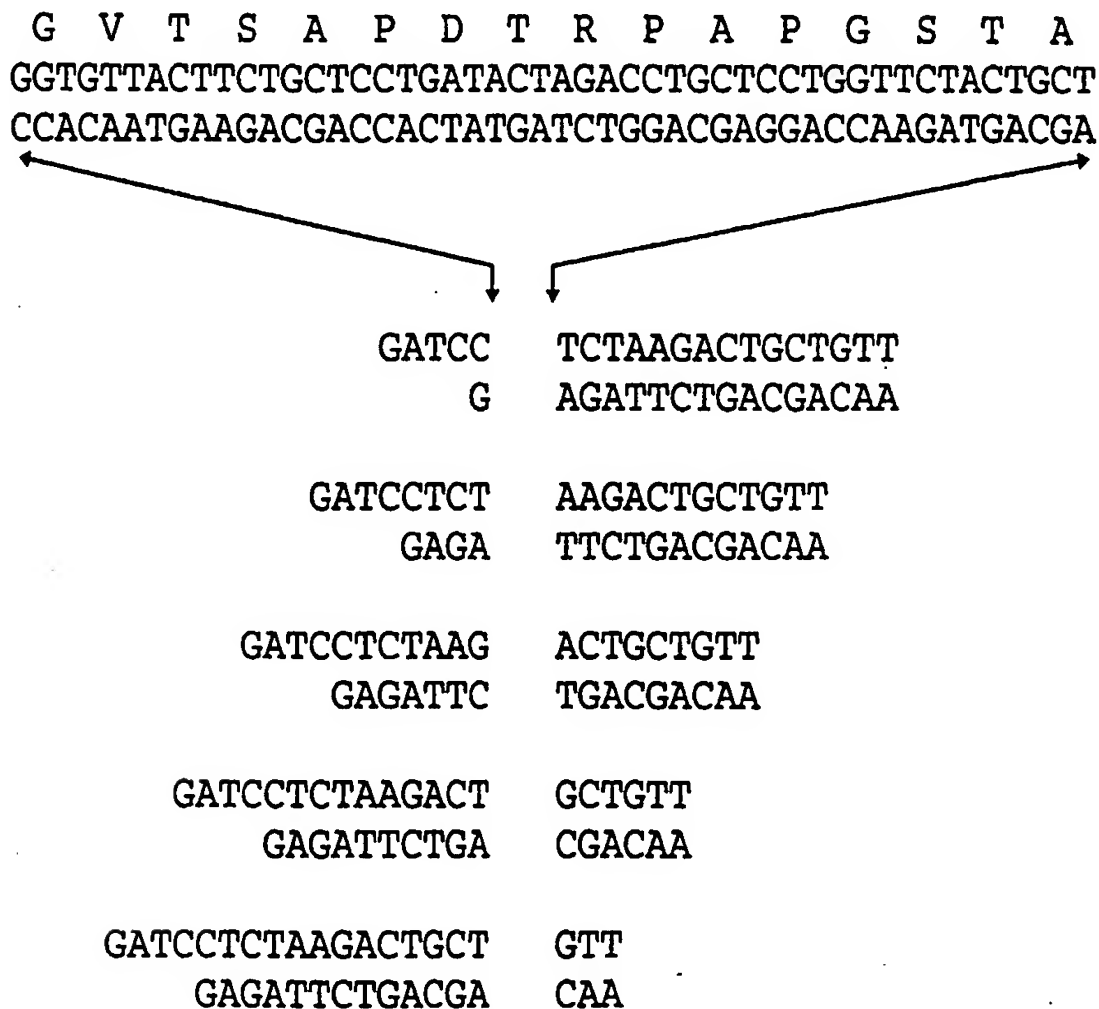 G V T S A P D T R P A P G S T A
GGTGTTACTTCTGCTCCTGATACTAGACCTGCTCCTGGTTCTACTGCT
CCACAATGAAGACGACCACTATGATCTGGACGAGGACCAAGATGACGA
GATCC TCTAAGACTGCTGTT
G AGATTCTGACGACAA
GATCCTCT AAGACTGCTGTT
GAGA TTCTGACGACAA
GATCCTCTAAG ACTGCTGTT
GAGATTC TGACGACAA
GATCCTCTAAGACT GCTGTT
GAGATTCTGA CGACAA
GATCCTCTAAGACTGCT GTT
GAGATTCTGACGA CAA